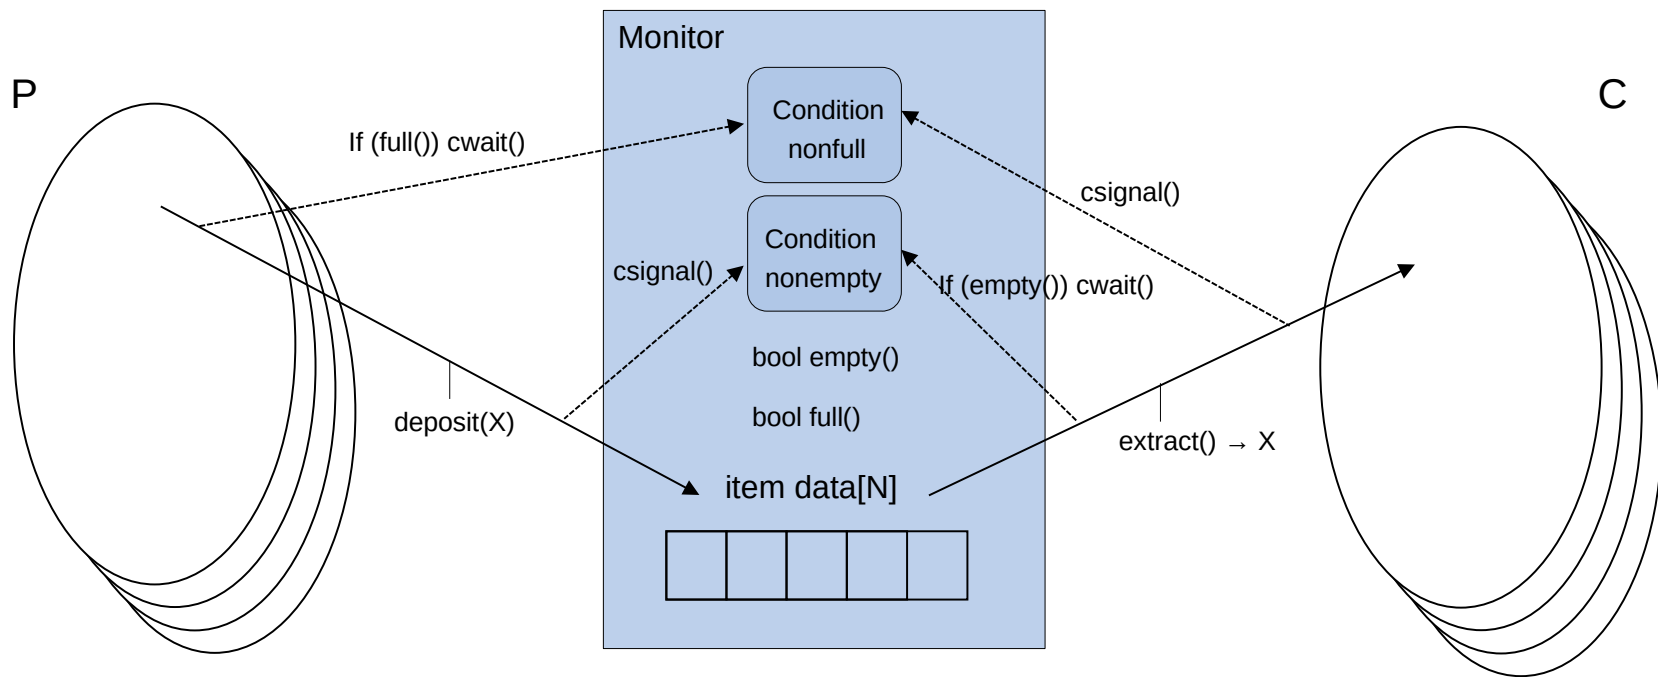 Monitor
P
C
Condition
nonfull
If (full()) cwait()
csignal()
Condition
nonempty
csignal()
If (empty()) cwait()
bool empty()
bool full()
deposit(X)
extract() → X
item data[N]